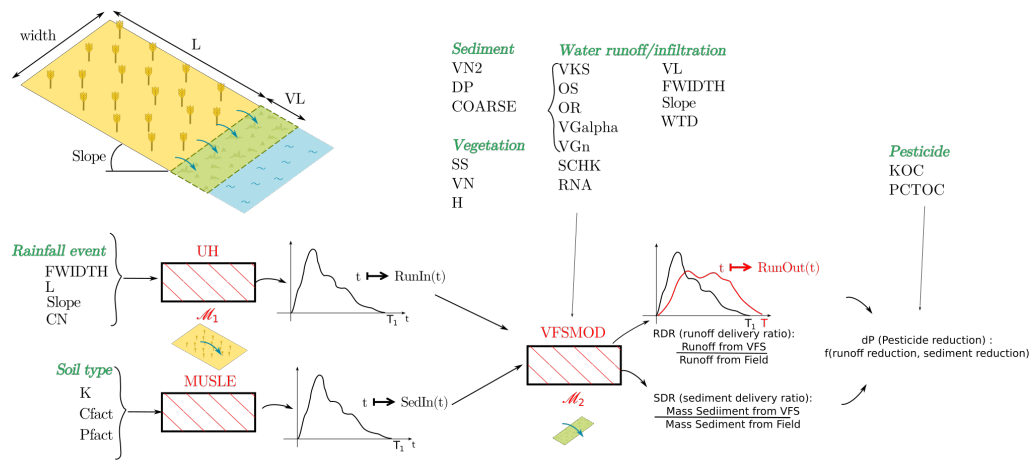 width
L
VL
Slope
Sediment
VN2
DP
COARSE
Vegetation
SS
VN
H
Water runoff/infiltration
VKS
OS
OR
VGalpha
VGn
SCHK
RNA
VL
FWIDTH
Slope
WTD
Pesticide
KOC
PCTOC
Rainfall event
FWIDTH
L
Slope
CN
UH
ℳ₁
t ↦ RunIn(t)
T₁ t
Soil type
K
Cfact
Pfact
MUSLE
t ↦ SedIn(t)
T₁ t
VFSMOD
ℳ₂
t ↦ RunOut(t)
T₁ T
RDR (runoff delivery ratio):
Runoff from VFS
Runoff from Field
SDR (sediment delivery ratio):
Mass Sediiment from VFS
Mass Sediment from Field
dP (Pesticide reduction) :
f(runoff reduction, sediment reduction)